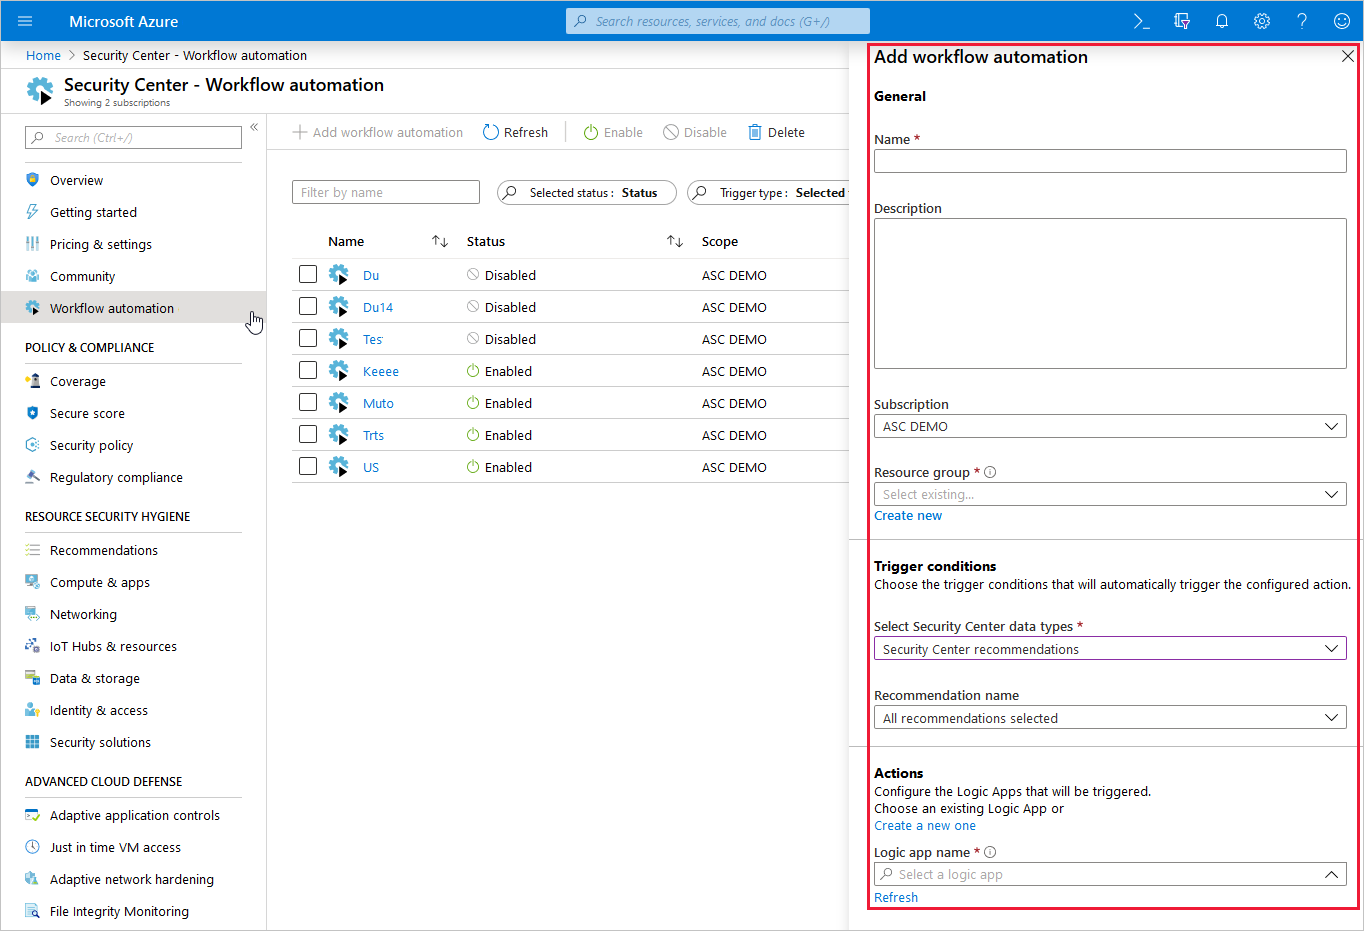 Microsoft Azure
Search resources, services, and docs (G+/)
Home > Security Center - Workflow automation
Security Center - Workflow automation
Showing 2 subscriptions
Search (Ctrl+/)
«
Overview
Getting started
Pricing & settings
Community
Workflow automation
POLICY & COMPLIANCE
Coverage
Secure score
Security policy
Regulatory compliance
RESOURCE SECURITY HYGIENE
Recommendations
Compute & apps
Networking
IoT Hubs & resources
Data & storage
Identity & access
Security solutions
ADVANCED CLOUD DEFENSE
Adaptive application controls
Just in time VM access
Adaptive network hardening
File Integrity Monitoring
Add workflow automation Refresh Enable Disable Delete
Filter by name Selected status : Status Trigger type : Selected
Name Status Scope
Du Disabled ASC DEMO
Du14 Disabled ASC DEMO
Tes Disabled ASC DEMO
Keeee Enabled ASC DEMO
Muto Enabled ASC DEMO
Trts Enabled ASC DEMO
US Enabled ASC DEMO
Add workflow automation
General
Name *
Description
Subscription
ASC DEMO
Resource group *
Select existing...
Create new
Trigger conditions
Choose the trigger conditions that will automatically trigger the configured action.
Select Security Center data types *
Security Center recommendations
Recommendation name
All recommendations selected
Actions
Configure the Logic Apps that will be triggered.
Choose an existing Logic App or
Create a new one
Logic app name *
Select a logic app
Refresh